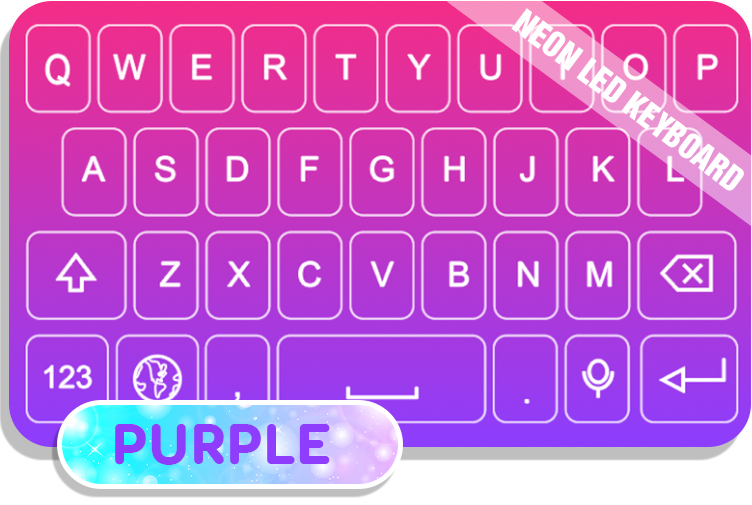 Q W E R T Y U I O P
NEON LED KEYBOARD
A S D F G H J K L
Z X C V B N M
123 , .
PURPLE